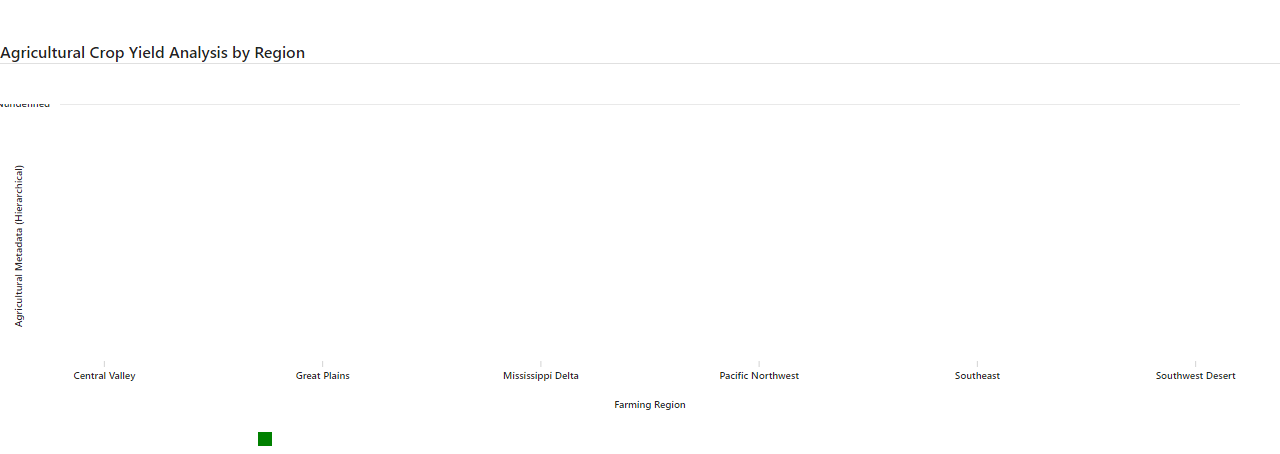 Agricultural Crop Yield Analysis by Region
Agricultural Metadata (Hierarchical)
Central Valley
Great Plains
Mississippi Delta
Pacific Northwest
Southeast
Southwest Desert
Farming Region